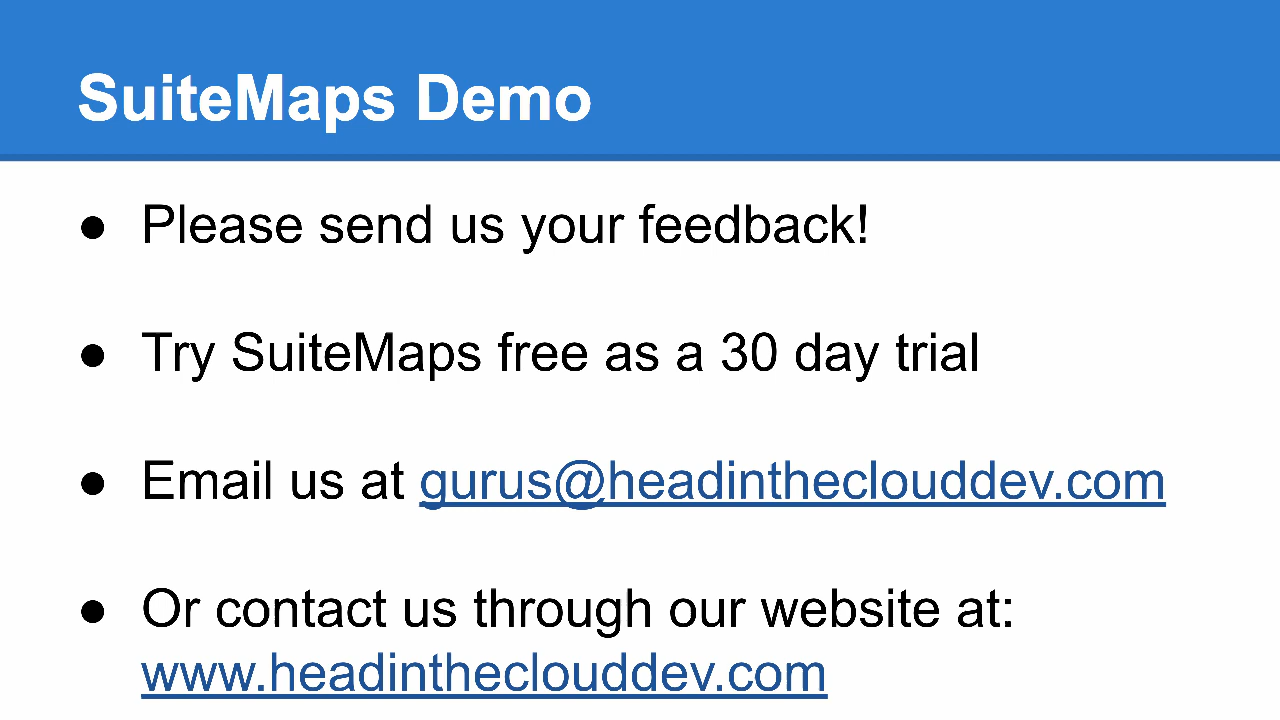 SuiteMaps Demo
● Please send us your feedback!
● Try SuiteMaps free as a 30 day trial
● Email us at gurus@headintheclouddev.com
● Or contact us through our website at:
www.headintheclouddev.com